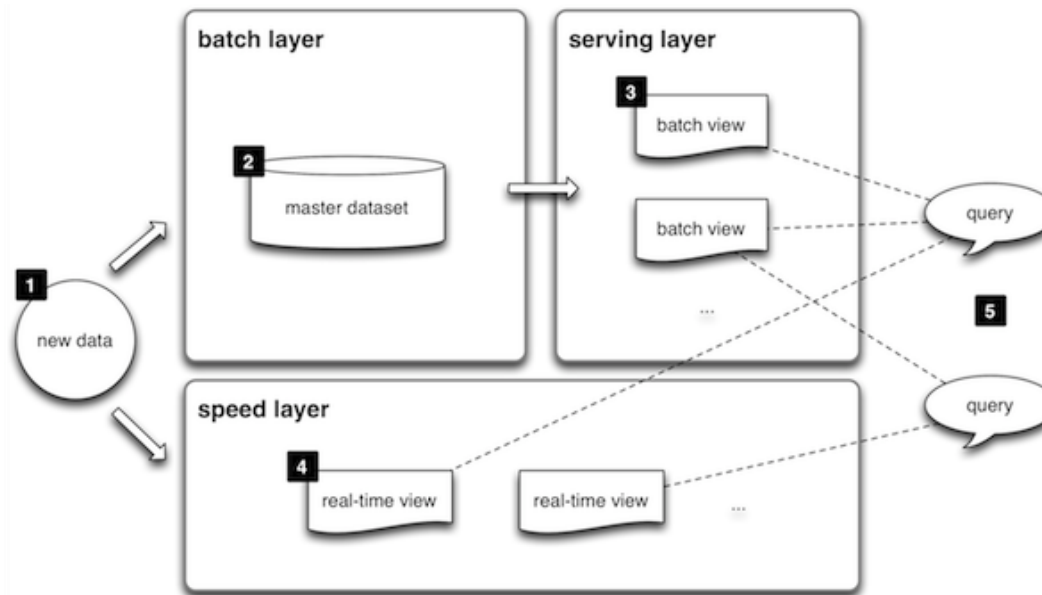 batch layer
serving layer
3
batch view
2
master dataset
batch view
query
1
new data
...
5
speed layer
query
4
real-time view
real-time view
...